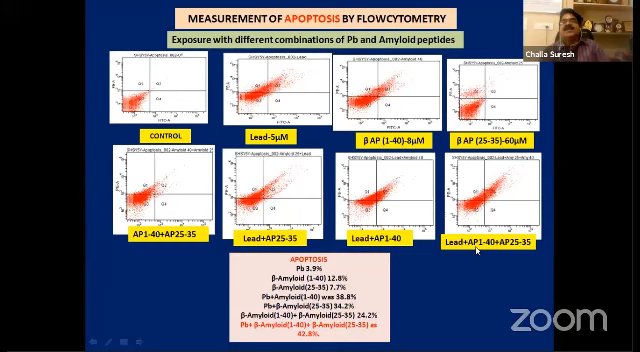 MEASUREMENT OF APOPTOSIS BY FLOWCYTOMETRY
Exposure with different combinations of Pb and Amyloid peptides
Challa Suresh
CONTROL
Lead-5μM
β AP (1-40)-8μM
β AP (25-35)-60μM
AP1-40+AP25-35
Lead+AP25-35
Lead+AP1-40
Lead+AP1-40+AP25-35
APOPTOSIS
Pb 3.9%
β-Amyloid (1-40) 12.8%
β-Amyloid(25-35) 7.7%
Pb+Amyloid(1-40) was 38.8%
Pb+β-Amyloid(25-35) 34.2%
β-Amyloid(1-40)+ β-Amyloid(25-35) 24.2%
Pb+ β-Amyloid(1-40)+ β-Amyloid(25-35) as
42.8%.
zoom